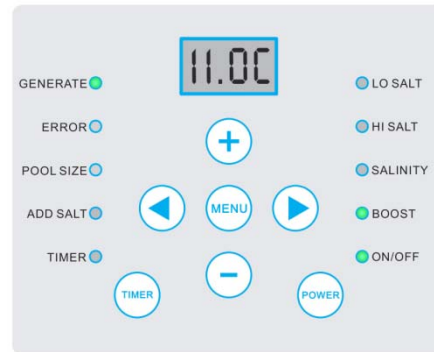 11.0C
GENERATE
ERROR
POOL SIZE
ADD SALT
TIMER
LO SALT
HI SALT
SALINITY
BOOST
ON/OFF
+
MENU
−
TIMER
POWER